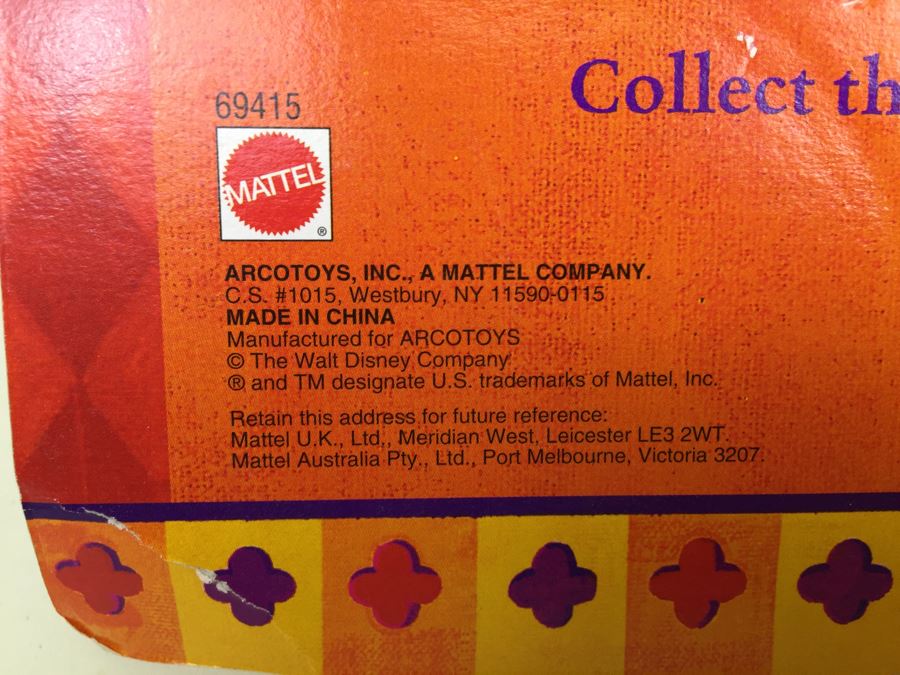 Collect th
69415
MATTEL
®
ARCOTOYS, INC., A MATTEL COMPANY.
C.S. #1015, Westbury, NY 11590-0115
MADE IN CHINA
Manufactured for ARCOTOYS
© The Walt Disney Company
® and TM designate U.S. trademarks of Mattel, Inc.
Retain this address for future reference:
Mattel U.K., Ltd., Meridian West, Leicester LE3 2WT.
Mattel Australia Pty., Ltd., Port Melbourne, Victoria 3207.